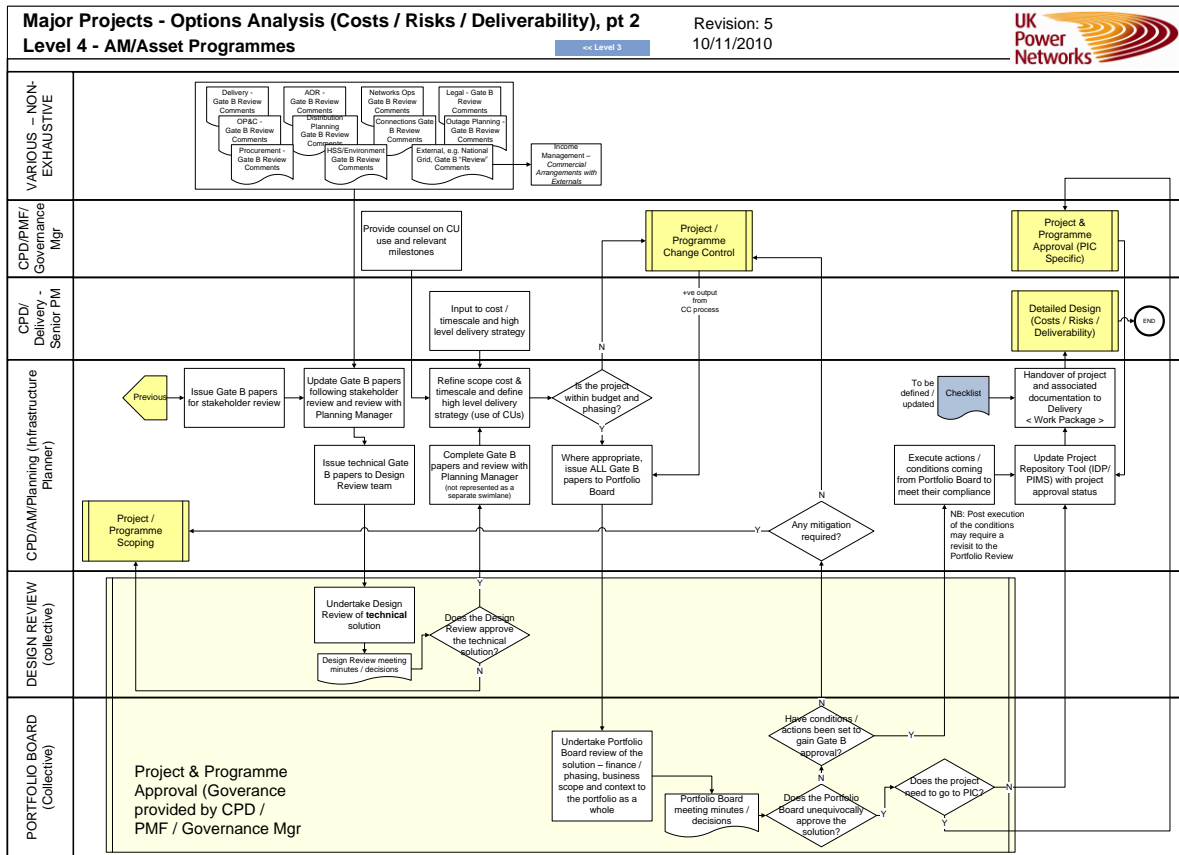 Major Projects - Options Analysis (Costs / Risks / Deliverability), pt 2
Level 4 - AM/Asset Programmes
<< Level 3
Revision: 5
10/11/2010
UK
Power
Networks
VARIOUS – NON-
EXHAUSTIVE
Delivery -
Gate B Review
Comments
AOR -
Gate B Review
Comments
Networks Ops
Gate B Review
Comments
Legal - Gate B
Review
Comments
OP&C -
Gate B Review
Comments
Distribution
Planning
Gate B Review
Comments
Connections Gate
B Review
Comments
Outage Planning -
Gate B Review
Comments
Procurement -
Gate B Review
Comments
HSS/Environment
Gate B Review
Comments
External, e.g. National
Grid, Gate B "Review"
Comments
Income
Management –
Commercial
Arrangements with
Externals
CPD/PMF/
Governance
Mgr
Provide counsel on CU
use and relevant
milestones
Project /
Programme
Change Control
Project &
Programme
Approval (PIC
Specific)
CPD/
Delivery -
Senior PM
Input to cost /
timescale and high
level delivery strategy
+ve output
from
CC process
Detailed Design
(Costs / Risks /
Deliverability)
END
N
CPD/AM/Planning (Infrastructure
Planner)
Previous
Issue Gate B papers
for stakeholder review
Update Gate B papers
following stakeholder
review and review with
Planning Manager
Refine scope cost &
timescale and define
high level delivery
strategy (use of CUs)
Is the project
within budget and
phasing?
Y
To be
defined /
updated
Checklist
Handover of project
and associated
documentation to
Delivery
< Work Package >
Issue technical Gate
B papers to Design
Review team
Complete Gate B
papers and review with
Planning Manager
(not represented as a
separate swimlane)
Where appropriate,
issue ALL Gate B
papers to Portfolio
Board
Execute actions /
conditions coming
from Portfolio Board to
meet their compliance
Update Project
Repository Tool (IDP/
PIMS) with project
approval status
N
Project /
Programme
Scoping
Y
Any mitigation
required?
NB: Post execution
of the conditions
may require a
revisit to the
Portfolio Review
DESIGN REVIEW
(collective)
Y
Undertake Design
Review of technical
solution
Does the Design
Review approve
the technical
solution?
Design Review meeting
minutes / decisions
N
PORTFOLIO BOARD
(Collective)
N
Have conditions /
actions been set to
gain Gate B
approval?
Y
Undertake Portfolio
Board review of the
solution – finance /
phasing, business
scope and context to
the portfolio as a
whole
Project & Programme
Approval (Goverance
provided by CPD /
PMF / Governance Mgr
N
Portfolio Board
meeting minutes /
decisions
Does the Portfolio
Board unequivocally
approve the
solution?
Y
Does the project
need to go to PIC?
N
Y